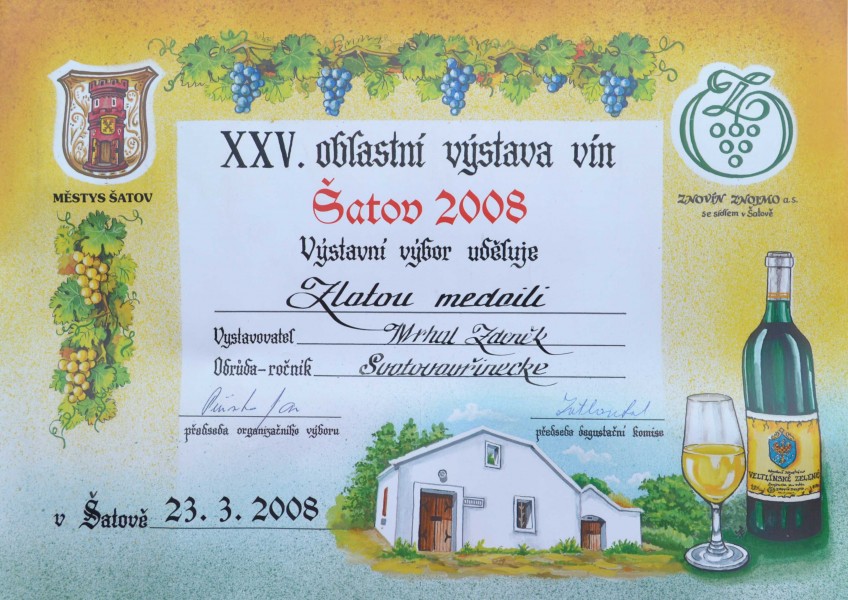 XXV. oblastní výstava vín
Šatov 2008
MĚSTYS ŠATOV
ZNOVÍN ZNOJMO a.s.
se sídlem v Šatově
Výstavní výbor uděluje
Zlatou medaili
Vystavovatel Mrhal Zdeněk
Odrůda-ročník Svatovavřinecké
předseda organizačního výboru
předseda degustační komise
VELTLÍNSKÉ ZELENÉ
v Šatově 23. 3. 2008